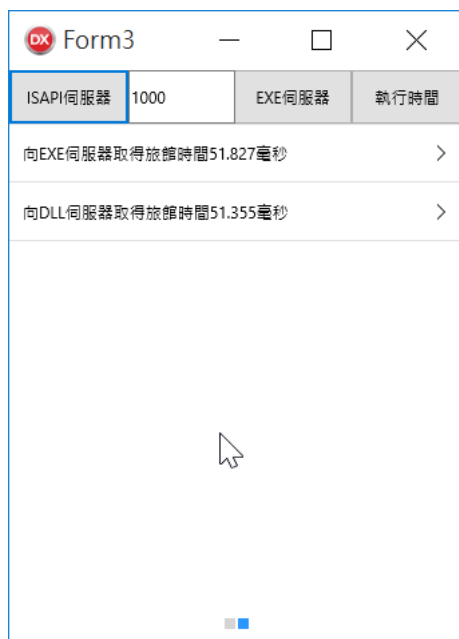 DX Form3
ISAPI伺服器 1000 EXE伺服器 執行時間
向EXE伺服器取得旅館時間51.827毫秒
向DLL伺服器取得旅館時間51.355毫秒